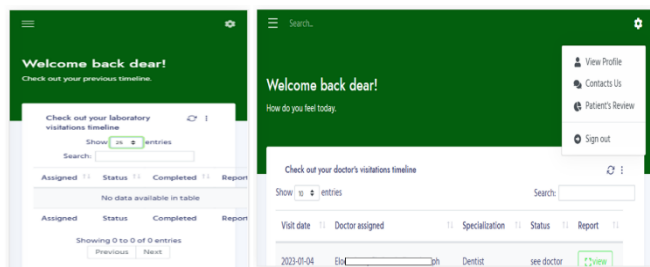 Welcome back dear!
Check out your previous timeline.
Check out your laboratory
visitations timeline
Show 25 entries
Search:
Assigned Status Completed Report
No data available in table
Assigned Status Completed Report
Showing 0 to 0 of 0 entries
Previous Next
Search...
View Profile
Contacts Us
Patient's Review
Sign out
Welcome back dear!
How do you feel today.
Check out your doctor's visitations timeline
Show 10 entries
Search:
Visit date Doctor assigned Specialization Status Report
2023-01-04 Elo ph Dentist see doctor view